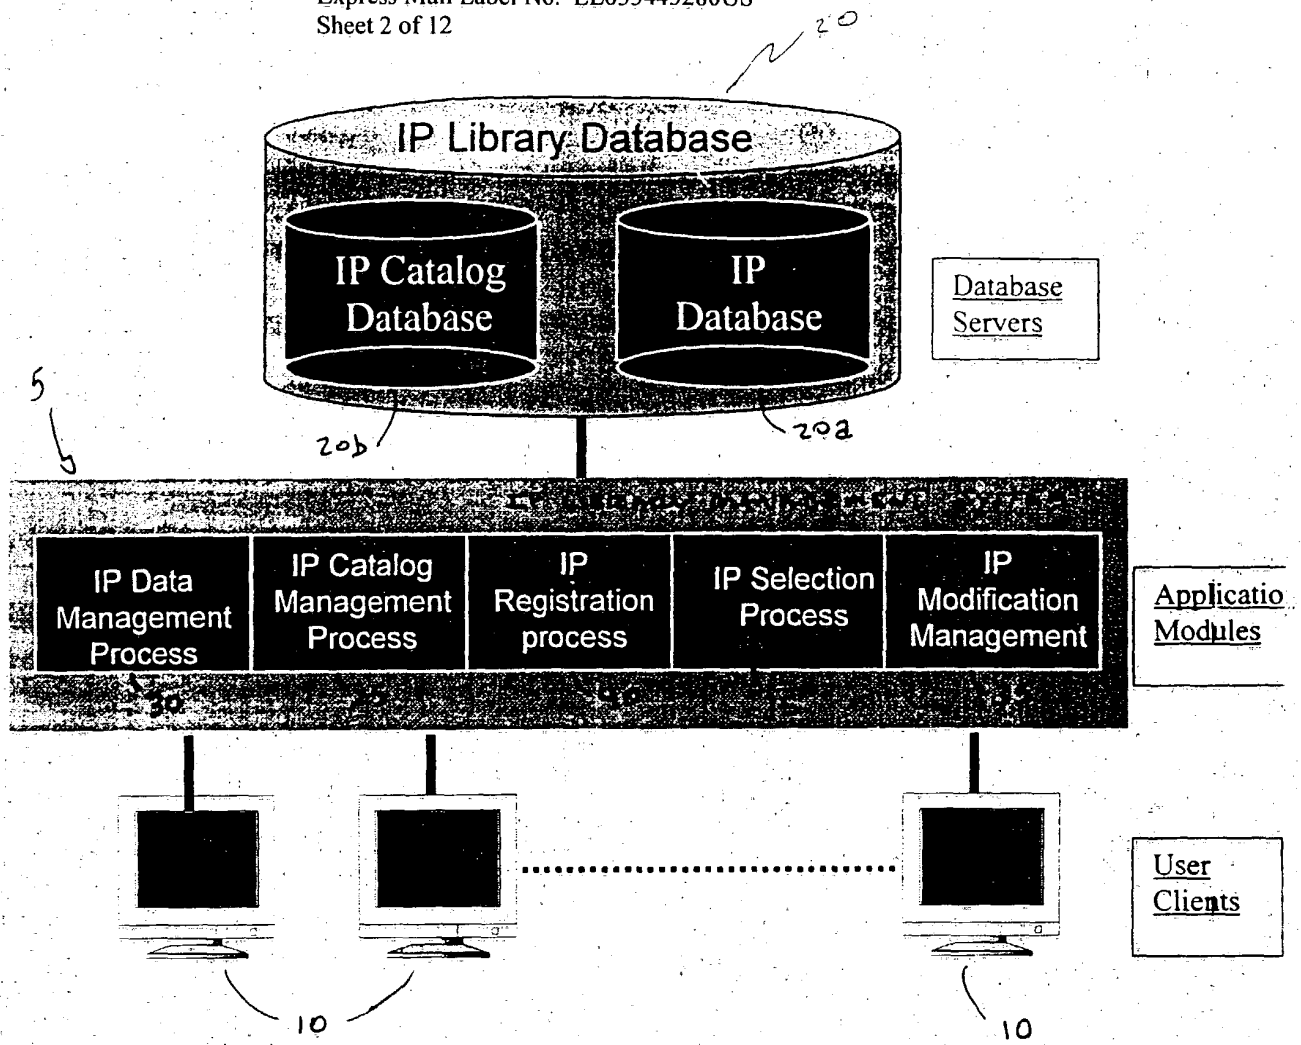 Sheet 2 of 12
20
IP Library Database
IP Catalog
Database
IP
Database
Database
Servers
5
20b
20a
IP Data
Management
Process
IP Catalog
Management
Process
IP
Registration
process
IP Selection
Process
IP
Modification
Management
Applicatio
Modules
30
40
User
Clients
10
10